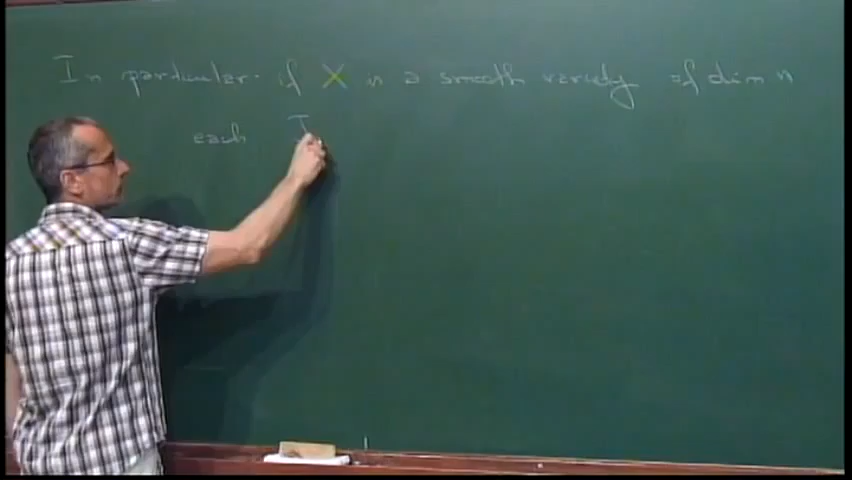 In particular if X is a smooth variety of dim n
each T